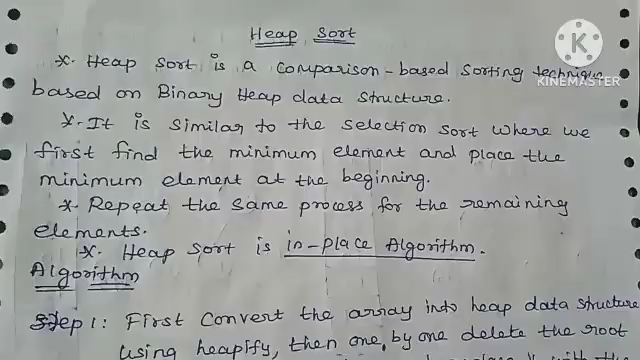 Heap Sort
K
KINEMASTER
* Heap sort is a comparison-based sorting technique
based on Binary Heap data structure.
* It is similar to the selection sort where we
first find the minimum element and place the
minimum element at the beginning.
* Repeat the same process for the remaining
elements.
* Heap Sort is in-place Algorithm.
Algorithm
Step 1: First convert the array into heap data structure
using heapify, then one by one delete the root